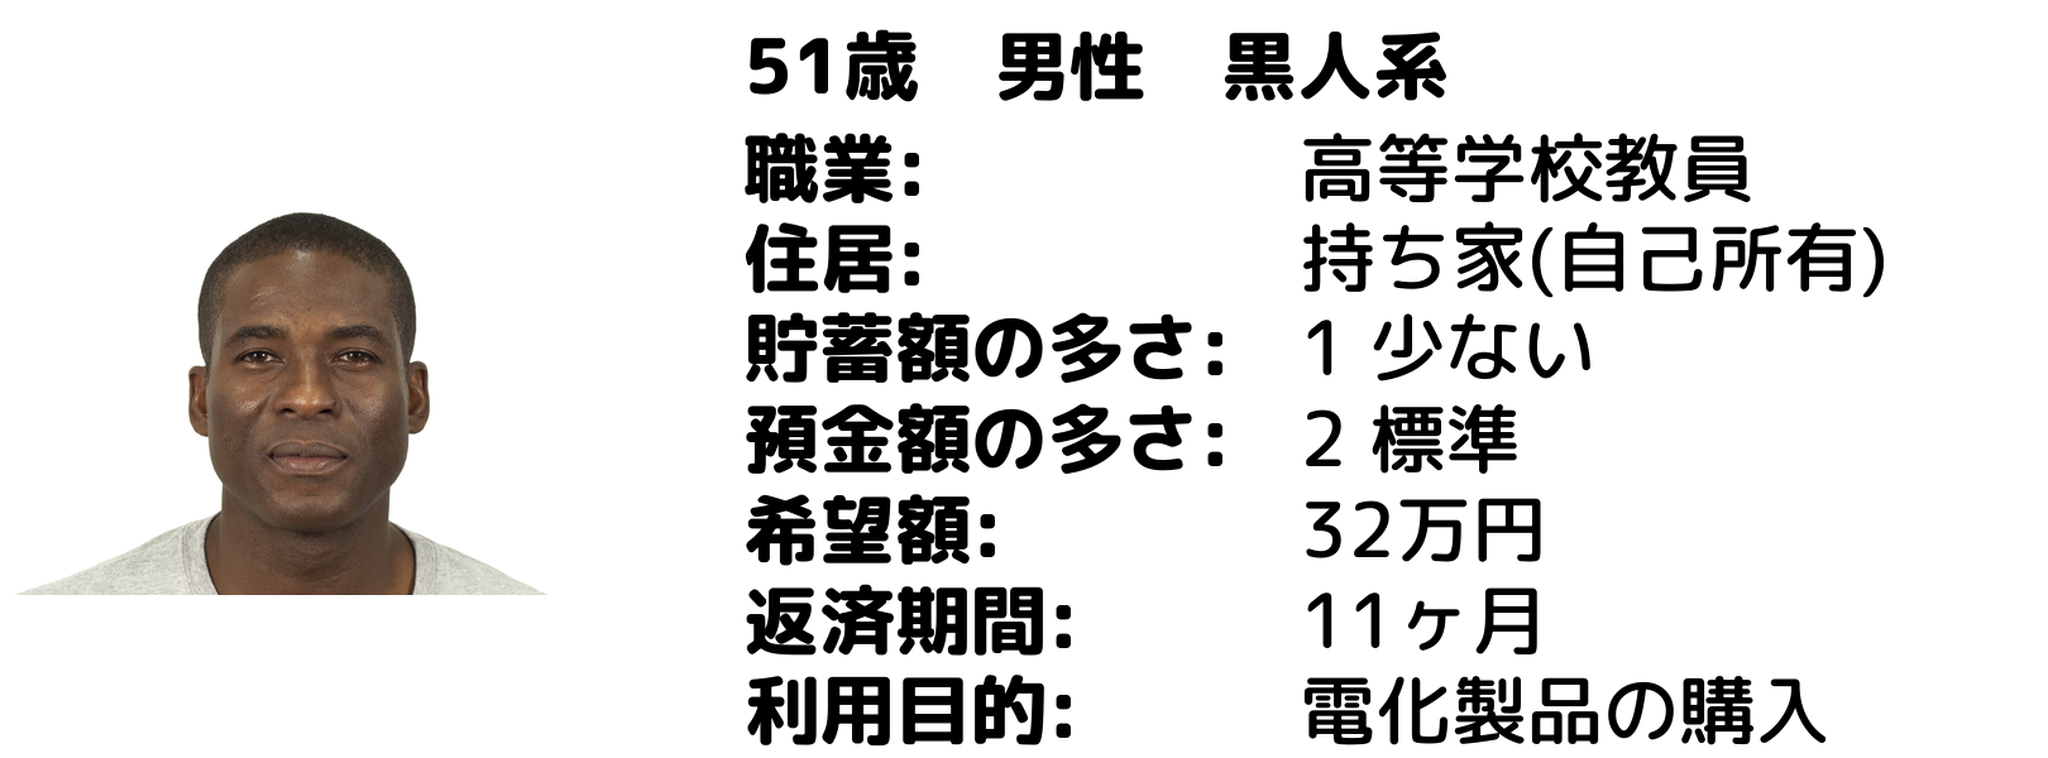 51歳　男性　黒人系
職業: 高等学校教員
住居: 持ち家(自己所有)
貯蓄額の多さ: 1 少ない
預金額の多さ: 2 標準
希望額: 32万円
返済期間: 11ヶ月
利用目的: 電化製品の購入